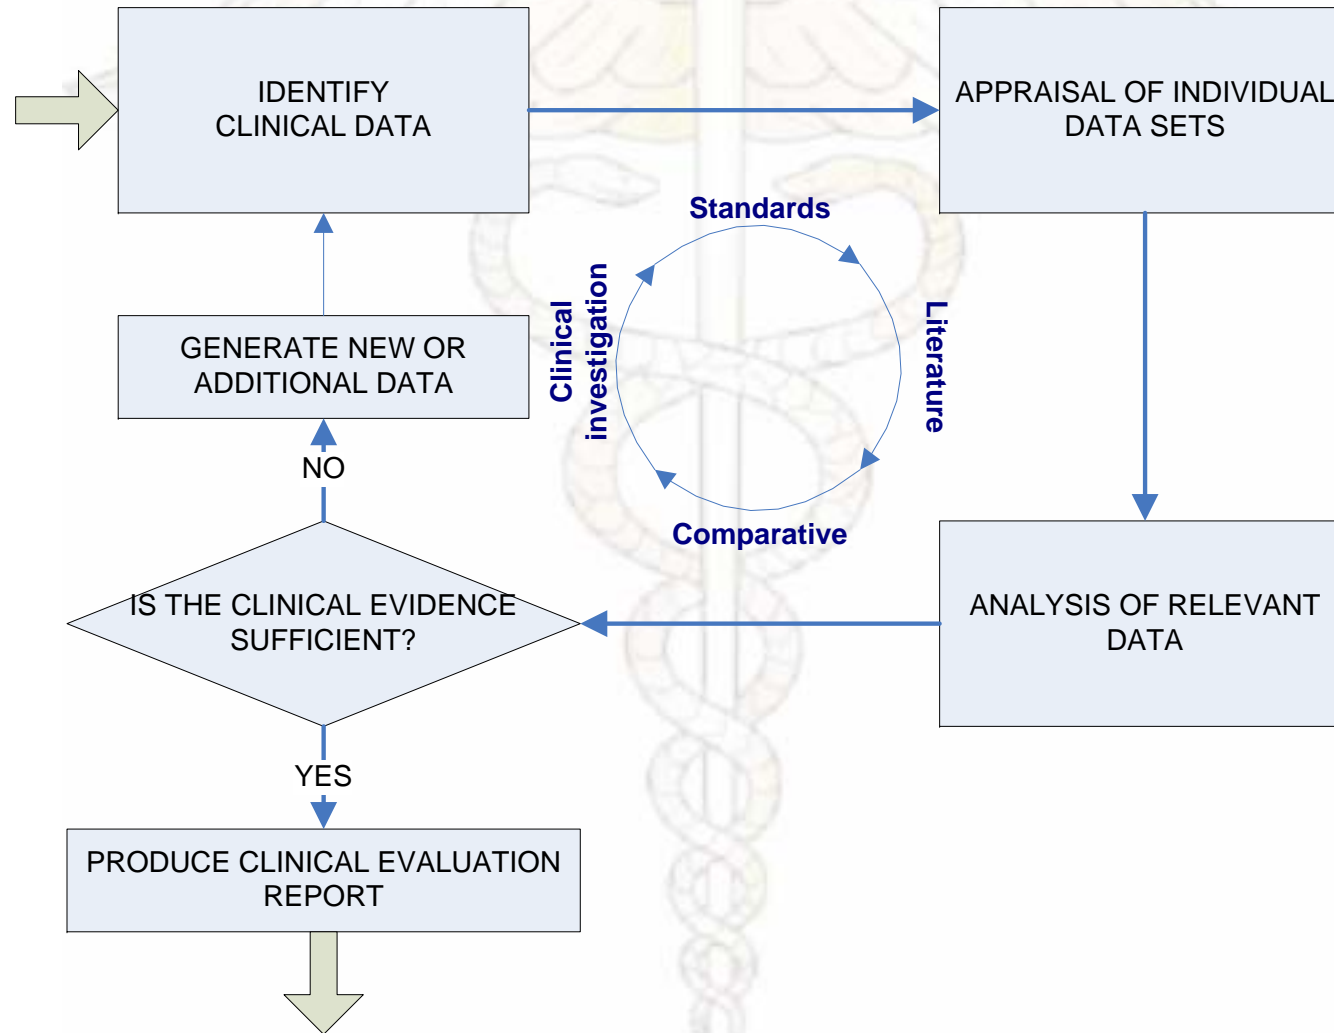 IDENTIFY
CLINICAL DATA
APPRAISAL OF INDIVIDUAL
DATA SETS
Standards
Literature
Comparative
Clinical
investigation
GENERATE NEW OR
ADDITIONAL DATA
NO
IS THE CLINICAL EVIDENCE
SUFFICIENT?
ANALYSIS OF RELEVANT
DATA
YES
PRODUCE CLINICAL EVALUATION
REPORT